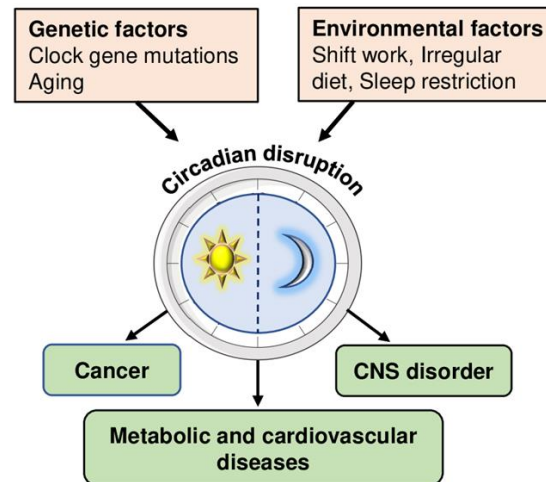 Genetic factors
Clock gene mutations
Aging
Environmental factors
Shift work, Irregular
diet, Sleep restriction
Circadian disruption
Cancer
CNS disorder
Metabolic and cardiovascular
diseases